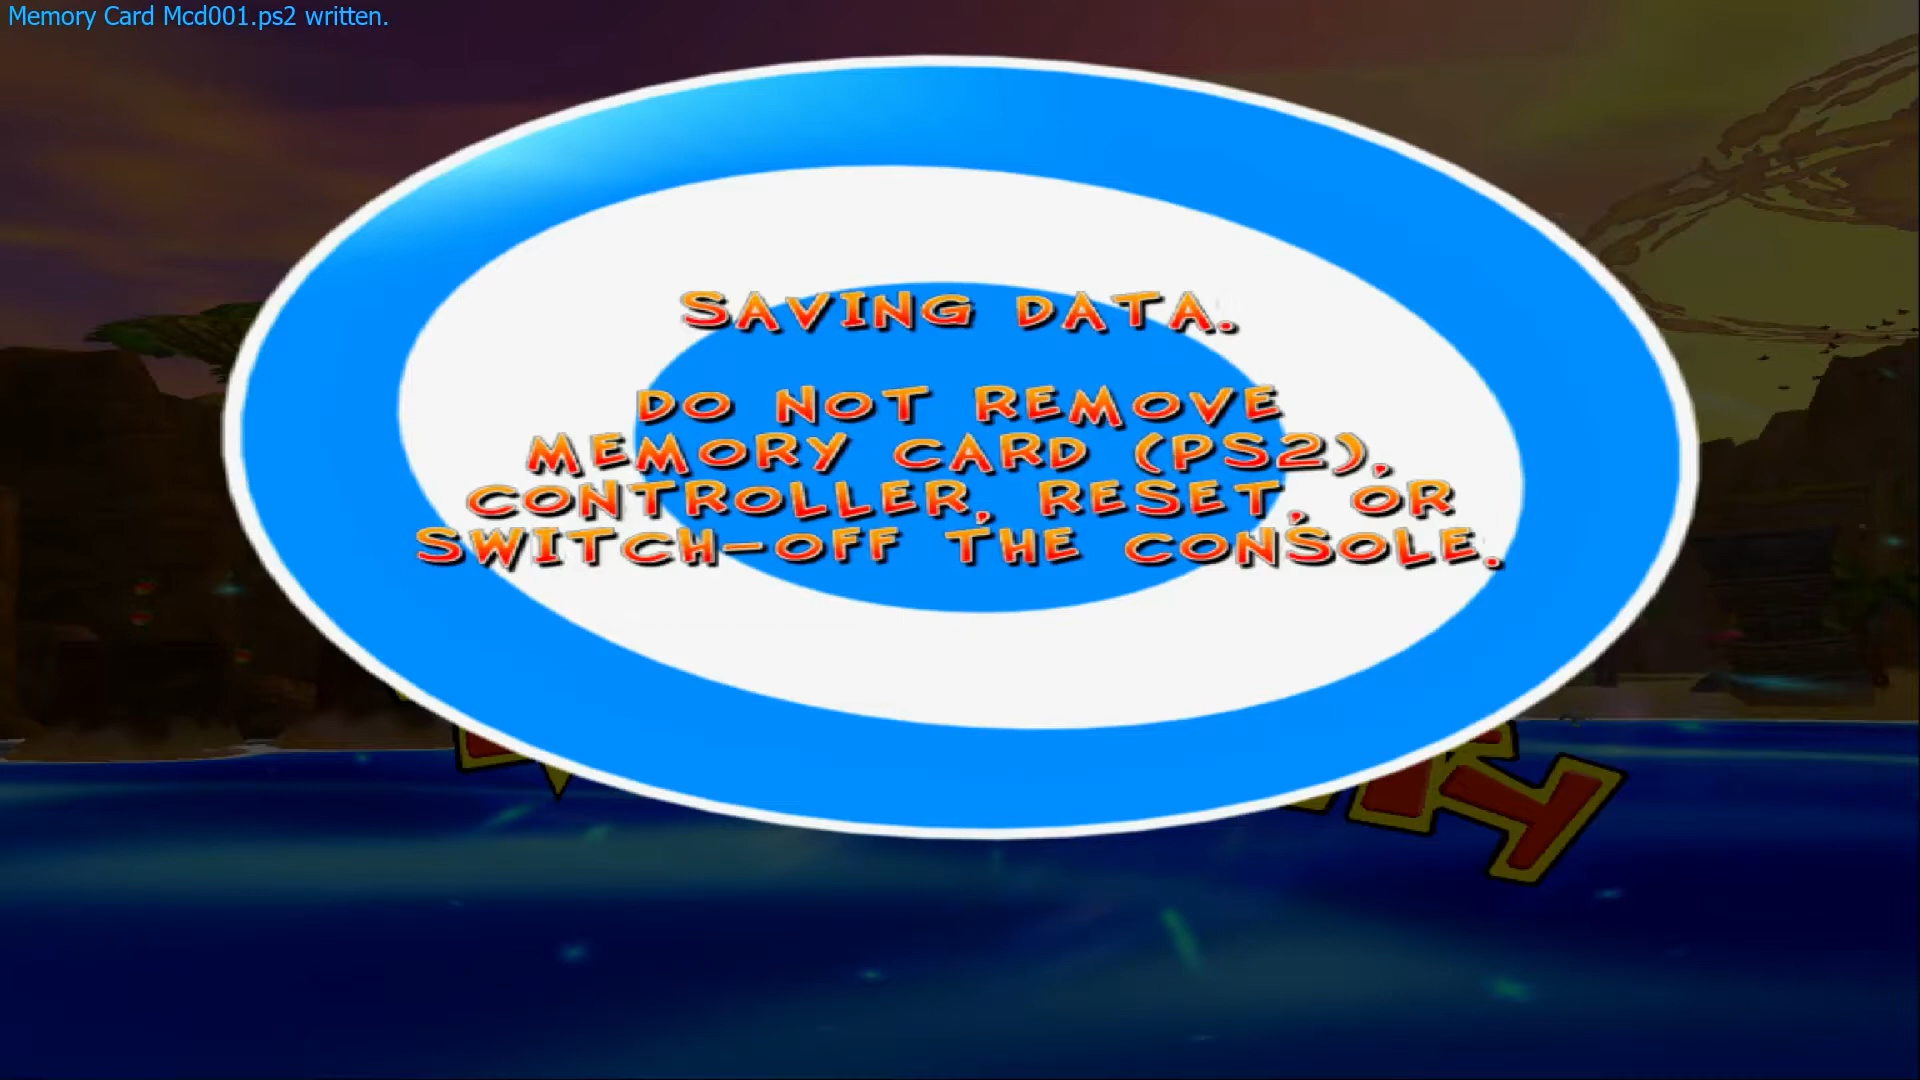 Memory Card Mcd001.ps2 written.
SAVING DATA.
DO NOT REMOVE
MEMORY CARD (PS2),
CONTROLLER, RESET, OR
SWITCH-OFF THE CONSOLE.